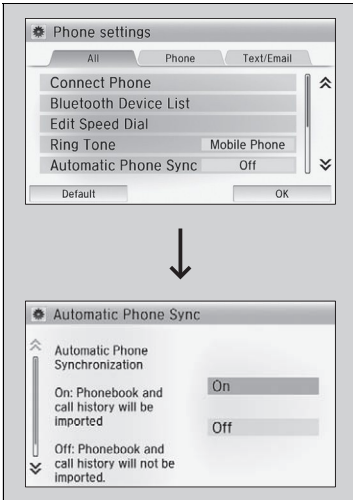 Phone settings
All Phone Text/Email
Connect Phone
Bluetooth Device List
Edit Speed Dial
Ring Tone Mobile Phone
Automatic Phone Sync Off
Default OK
Automatic Phone Sync
Automatic Phone
Synchronization
On: Phonebook and
call history will be
imported
Off: Phonebook and
call history will not be
imported.
On
Off